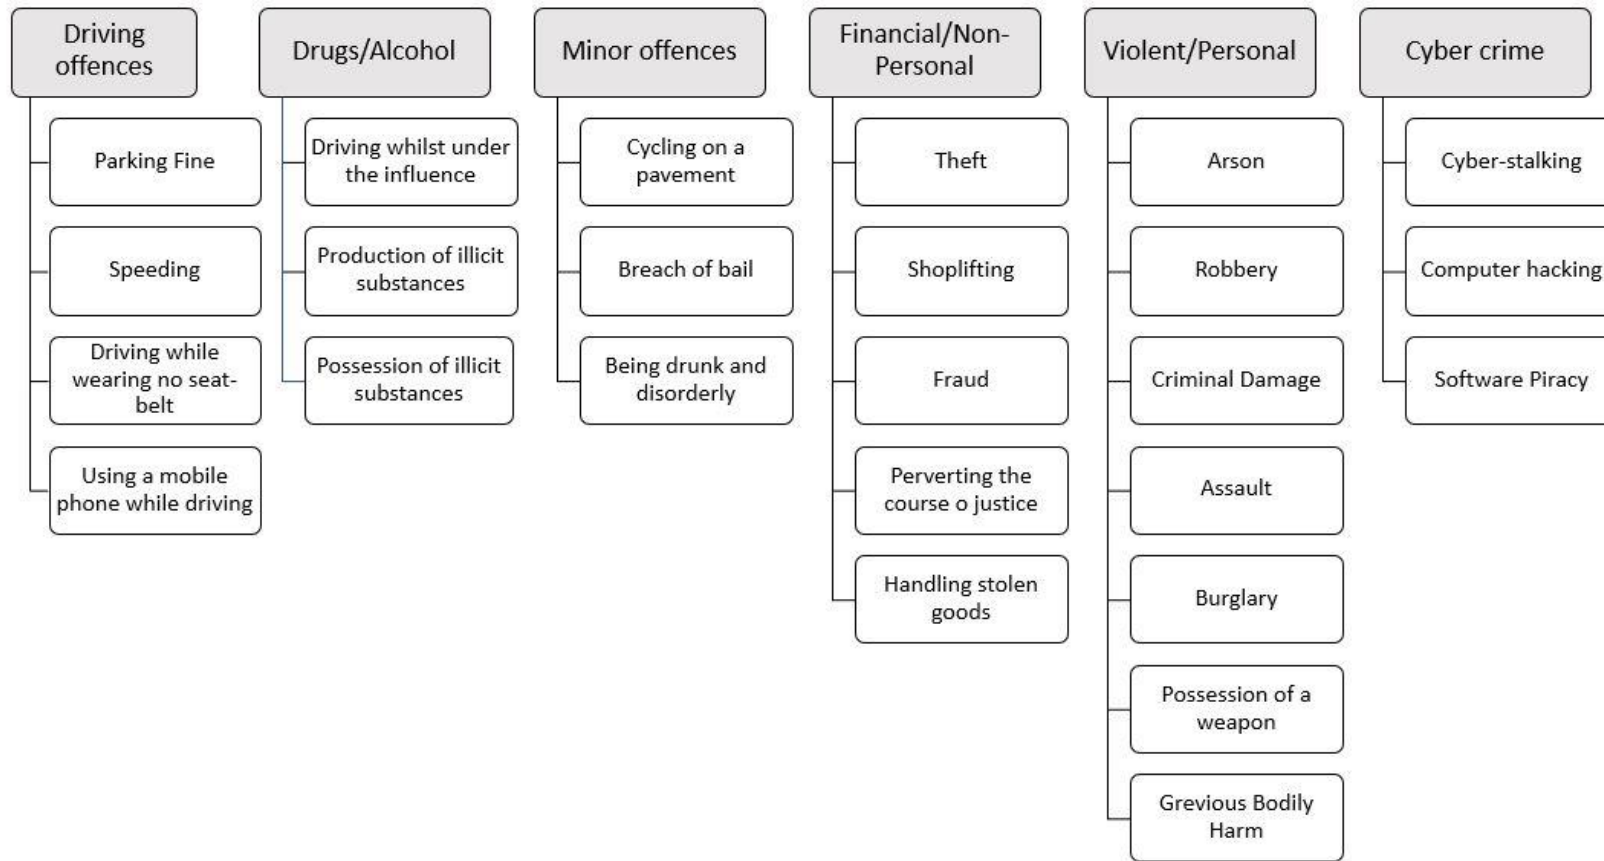 Driving
offences
Parking Fine
Speeding
Driving while
wearing no seat-
belt
Using a mobile
phone while driving
Drugs/Alcohol
Driving whilst under
the influence
Production of illicit
substances
Possession of illicit
substances
Minor offences
Cycling on a
pavement
Breach of bail
Being drunk and
disorderly
Financial/Non-
Personal
Theft
Shoplifting
Fraud
Perverting the
course o justice
Handling stolen
goods
Violent/Personal
Arson
Robbery
Criminal Damage
Assault
Burglary
Possession of a
weapon
Grevious Bodily
Harm
Cyber crime
Cyber-stalking
Computer hacking
Software Piracy